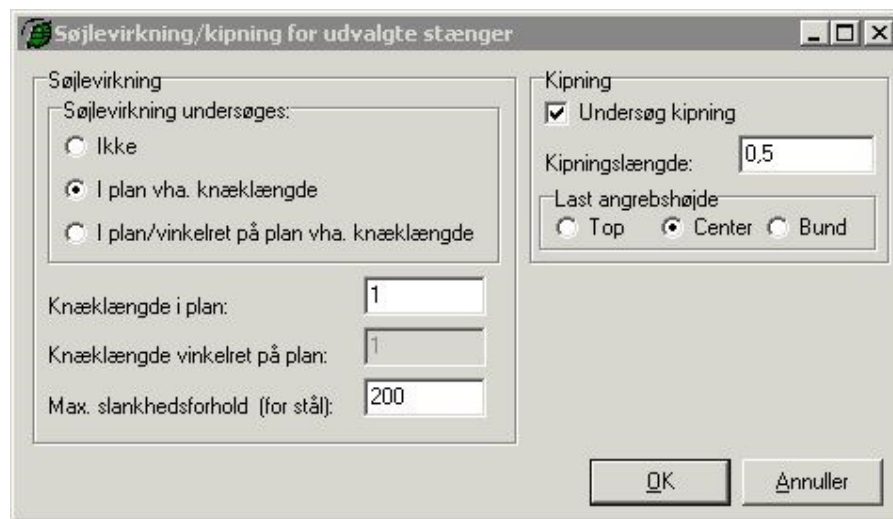 Søjlevirkning/kipning for udvalgte stænger
Søjlevirkning
Søjlevirkning undersøges:
Ikke
I plan vha. knæklængde
I plan/vinkelret på plan vha. knæklængde
Knæklængde i plan: 1
Knæklængde vinkelret på plan: 1
Max. slankhedsforhold (for stål): 200
Kipning
Undersøg kipning
Kipningslængde: 0,5
Last angrebshøjde
Top Center Bund
OK Annuller